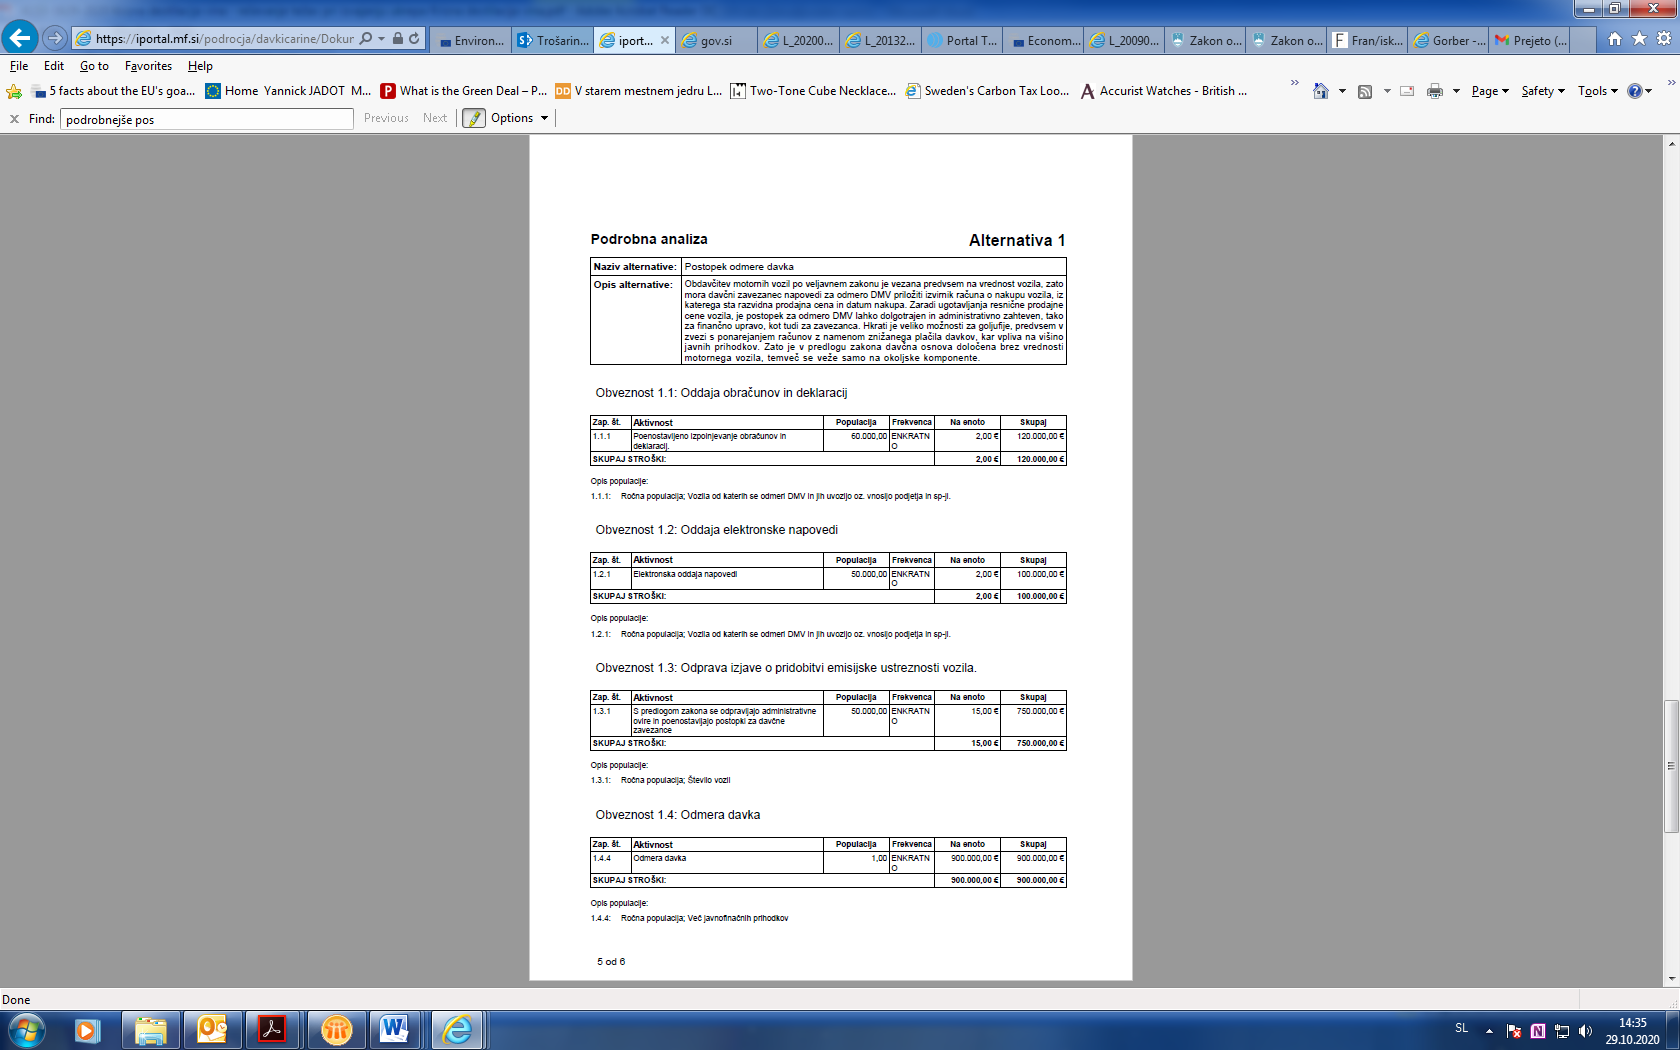 https://iportal.mf.si/podrocja/davkicarine/Dokur
Environ...
Trošarin...
iport...
gov.si
L_20200...
L_20132...
Portal T...
Econom...
L_20090...
Zakon o...
Zakon o...
Fran/isk...
Gorber -...
Prejeto (...
File Edit Go to Favorites Help
5 facts about the EU's goa... Home Yannick JADOT M... What is the Green Deal – P... V starem mestnem jedru L... Two-Tone Cube Necklace... Sweden's Carbon Tax Loo... Accurist Watches - British ... Page Safety Tools
Find: podrobnejše pos Previous Next Options
Podrobna analiza Alternativa 1
Naziv alternative: Postopek odmere davka
Opis alternative: Obdavčitev motornih vozil po veljavnem zakonu je vezana predvsem na vrednost vozila, zato
mora davčni zavezanec napovedi za odmero DMV priložiti izvirnik računa o nakupu vozila, iz
katerega sta razvidna prodajna cena in datum nakupa. Zaradi ugotavljanja resnične prodajne
cene vozila, je postopek za odmero DMV lahko dolgotrajen in administrativno zahteven, tako
za finančno upravo, kot tudi za zavezanca. Hkrati je veliko možnosti za goljufije, predvsem v
zvezi s ponarejanjem računov z namenom znižanega plačila davkov, kar vpliva na višino
javnih prihodkov. Zato je v predlogu zakona davčna osnova določena brez vrednosti
motornega vozila, temveč se veže samo na okoljske komponente.
Obveznost 1.1: Oddaja obračunov in deklaracij
Zap. št. Aktivnost Populacija Frekvenca Na enoto Skupaj
1.1.1 Poenostavljeno izpolnjevanje obračunov in 60.000,00 ENKRATN 2,00 € 120.000,00 €
deklaracij. O
SKUPAJ STROŠKI: 2,00 € 120.000,00 €
Opis populacije:
1.1.1: Ročna populacija; Vozila od katerih se odmeri DMV in jih uvozijo oz. vnosijo podjetja in sp-ji.
Obveznost 1.2: Oddaja elektronske napovedi
Zap. št. Aktivnost Populacija Frekvenca Na enoto Skupaj
1.2.1 Elektronska oddaja napovedi 50.000,00 ENKRATN 2,00 € 100.000,00 €
O
SKUPAJ STROŠKI: 2,00 € 100.000,00 €
Opis populacije:
1.2.1: Ročna populacija; Vozila od katerih se odmeri DMV in jih uvozijo oz. vnosijo podjetja in sp-ji.
Obveznost 1.3: Odprava izjave o pridobitvi emisijske ustreznosti vozila.
Zap. št. Aktivnost Populacija Frekvenca Na enoto Skupaj
1.3.1 S predlogom zakona se odpravljajo administrativne 50.000,00 ENKRATN 15,00 € 750.000,00 €
ovire in poenostavljajo postopki za davčne O
zavezance
SKUPAJ STROŠKI: 15,00 € 750.000,00 €
Opis populacije:
1.3.1: Ročna populacija; Število vozil
Obveznost 1.4: Odmera davka
Zap. št. Aktivnost Populacija Frekvenca Na enoto Skupaj
1.4.4 Odmera davka 1,00 ENKRATN 900.000,00 € 900.000,00 €
O
SKUPAJ STROŠKI: 900.000,00 € 900.000,00 €
Opis populacije:
1.4.4: Ročna populacija; Več javnofinačnih prihodkov
5 od 6
Done
SL
14:35
29.10.2020